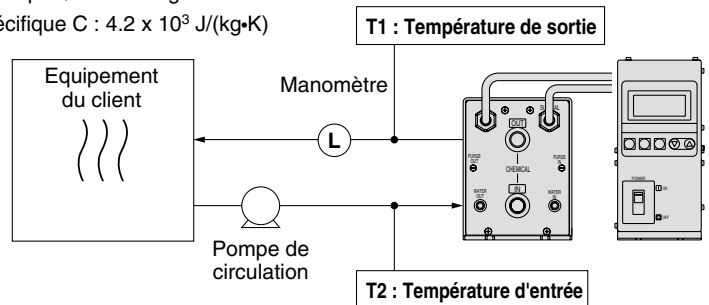 écifique C : 4.2 x 10³ J/(kg•K)
T1 : Température de sortie
Equipement
du client
Manomètre
L
OUT
PURGE
OUT
PURGE
IN
CHEMICAL
WATER
OUT
IN
WATER
IN
POWER
ON
OFF
Pompe de
circulation
T2 : Température d'entrée